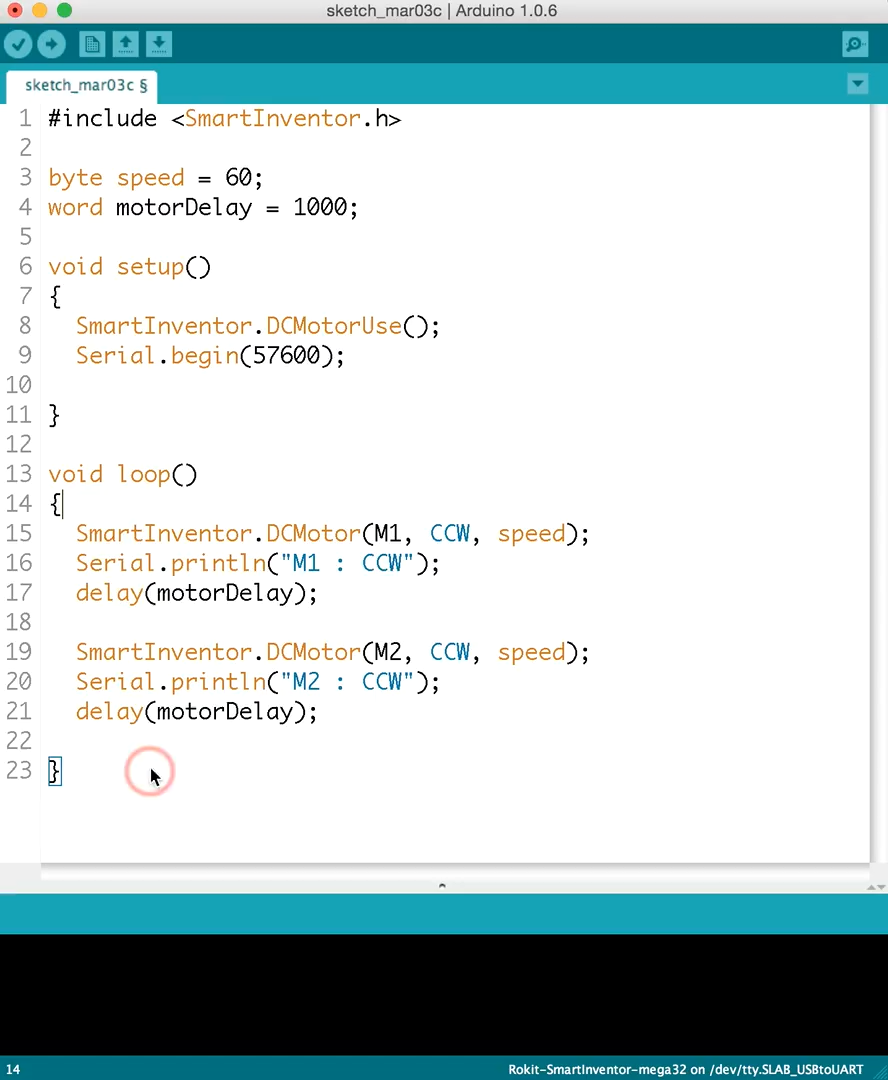 sketch_mar03c | Arduino 1.0.6
sketch_mar03c §
1 #include <SmartInventor.h>
2
3 byte speed = 60;
4 word motorDelay = 1000;
5
6 void setup()
7 {
8 SmartInventor.DCMotorUse();
9 Serial.begin(57600);
10
11 }
12
13 void loop()
14 {
15 SmartInventor.DCMotor(M1, CCW, speed);
16 Serial.println("M1 : CCW");
17 delay(motorDelay);
18
19 SmartInventor.DCMotor(M2, CCW, speed);
20 Serial.println("M2 : CCW");
21 delay(motorDelay);
22
23 }
14 Rokit-SmartInventor-mega32 on /dev/tty.SLAB_USBtoUART